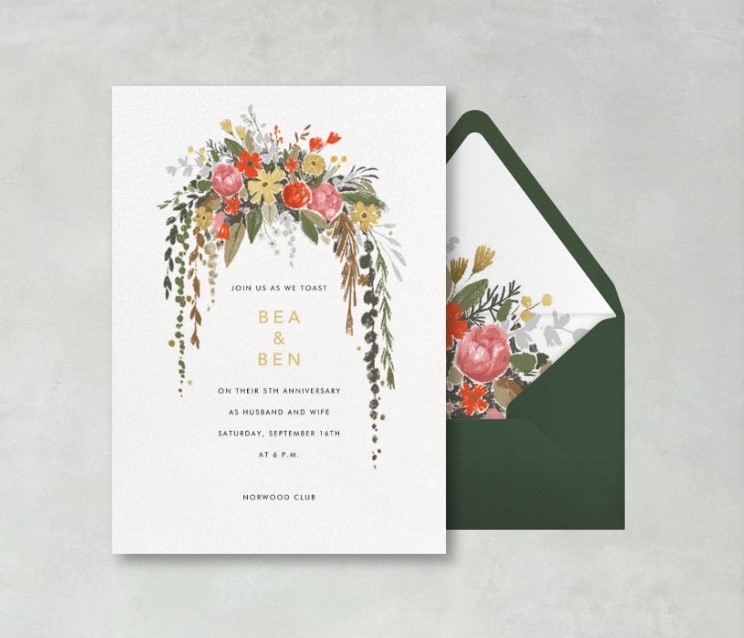 JOIN US AS WE TOAST
BEA
&
BEN
ON THEIR 5TH ANNIVERSARY
AS HUSBAND AND WIFE
SATURDAY, SEPTEMBER 16TH
AT 6 P.M.
NORWOOD CLUB